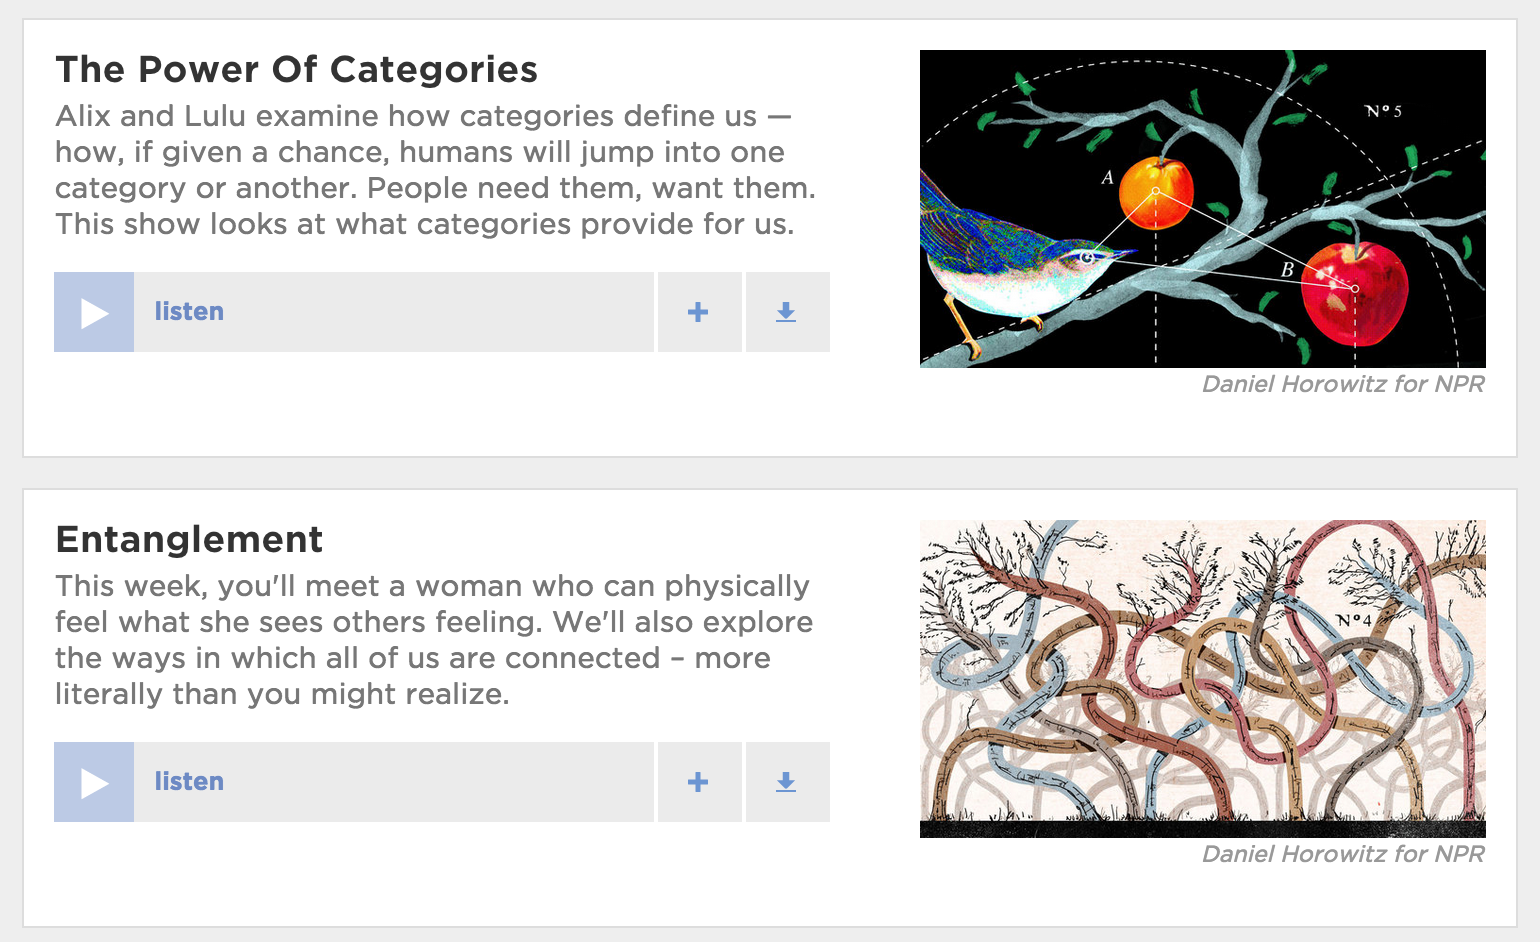 The Power Of Categories
Alix and Lulu examine how categories define us —
how, if given a chance, humans will jump into one
category or another. People need them, want them.
This show looks at what categories provide for us.
listen
Nº 5
A
B
Daniel Horowitz for NPR
Entanglement
This week, you'll meet a woman who can physically
feel what she sees others feeling. We'll also explore
the ways in which all of us are connected – more
literally than you might realize.
listen
Nº4
Daniel Horowitz for NPR